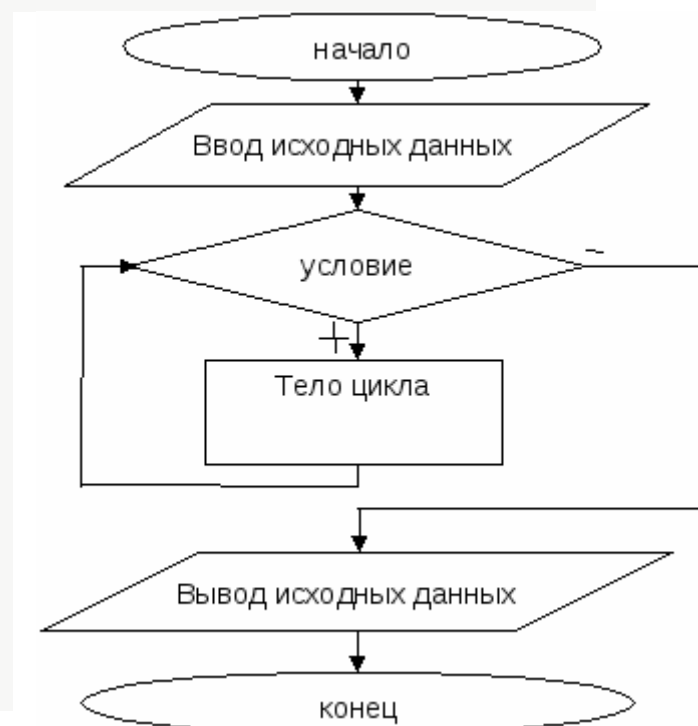 начало
Ввод исходных данных
условие
-
+
Тело цикла
Вывод исходных данных
конец